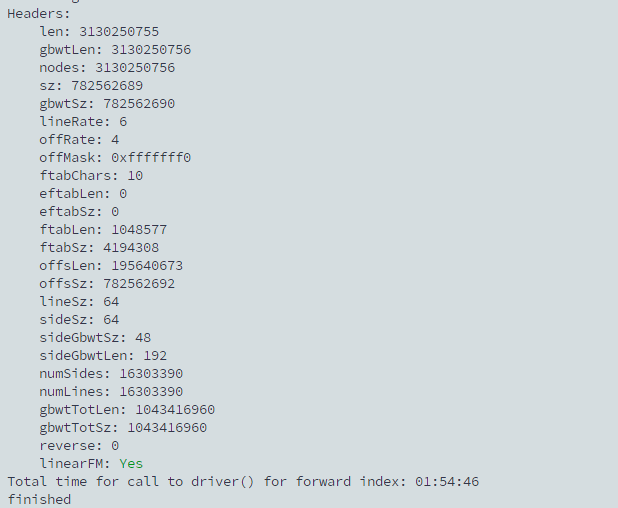 Headers:
len: 3130250755
gbwtLen: 3130250756
nodes: 3130250756
sz: 782562689
gbwtSz: 782562690
lineRate: 6
offRate: 4
offMask: 0xfffffff0
ftabChars: 10
eftabLen: 0
eftabSz: 0
ftabLen: 1048577
ftabSz: 4194308
offsLen: 195640673
offsSz: 782562692
lineSz: 64
sideSz: 64
sideGbwtSz: 48
sideGbwtLen: 192
numSides: 16303390
numLines: 16303390
gbwtTotLen: 1043416960
gbwtTotSz: 1043416960
reverse: 0
linearFM: Yes
Total time for call to driver() for forward index: 01:54:46
finished